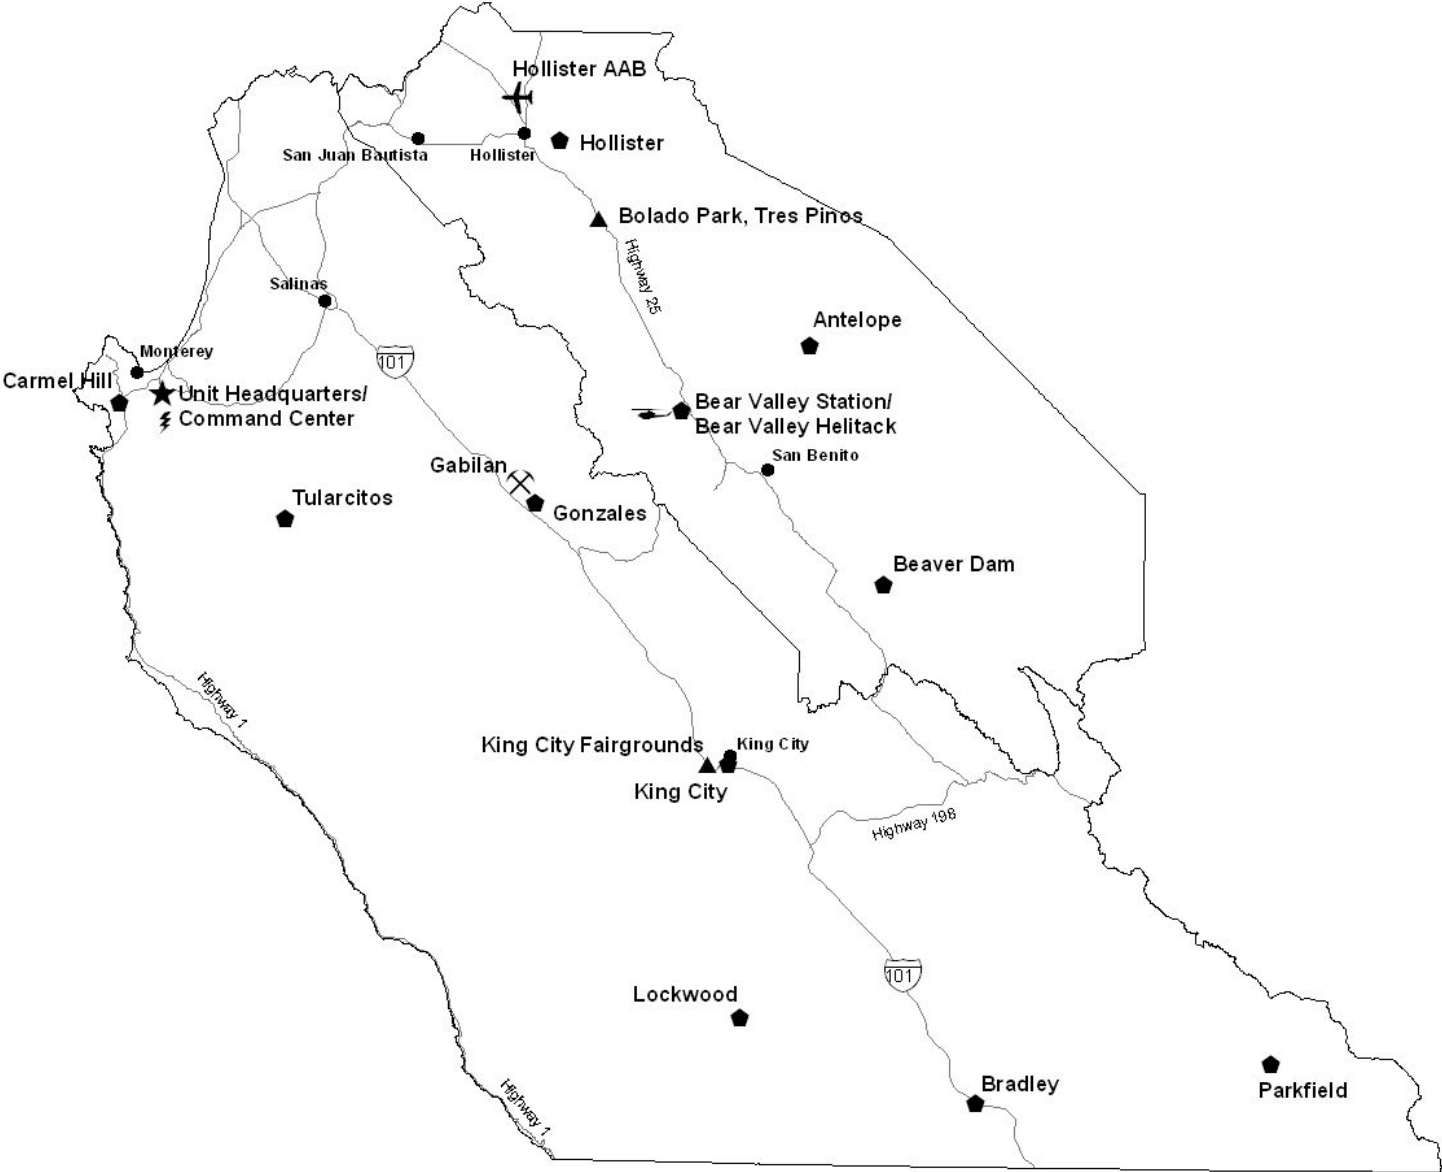 Hollister AAB
Hollister
San Juan Bautista
Hollister
Bolado Park, Tres Pinos
Highway 25
Salinas
Antelope
Monterey
101
Carmel Hill
Unit Headquarters/
Command Center
Bear Valley Station/
Bear Valley Helitack
San Benito
Gabilan
Tularcitos
Gonzales
Beaver Dam
Highway 1
King City Fairgrounds
King City
King City
Highway 198
101
Lockwood
Bradley
Parkfield
Highway 1